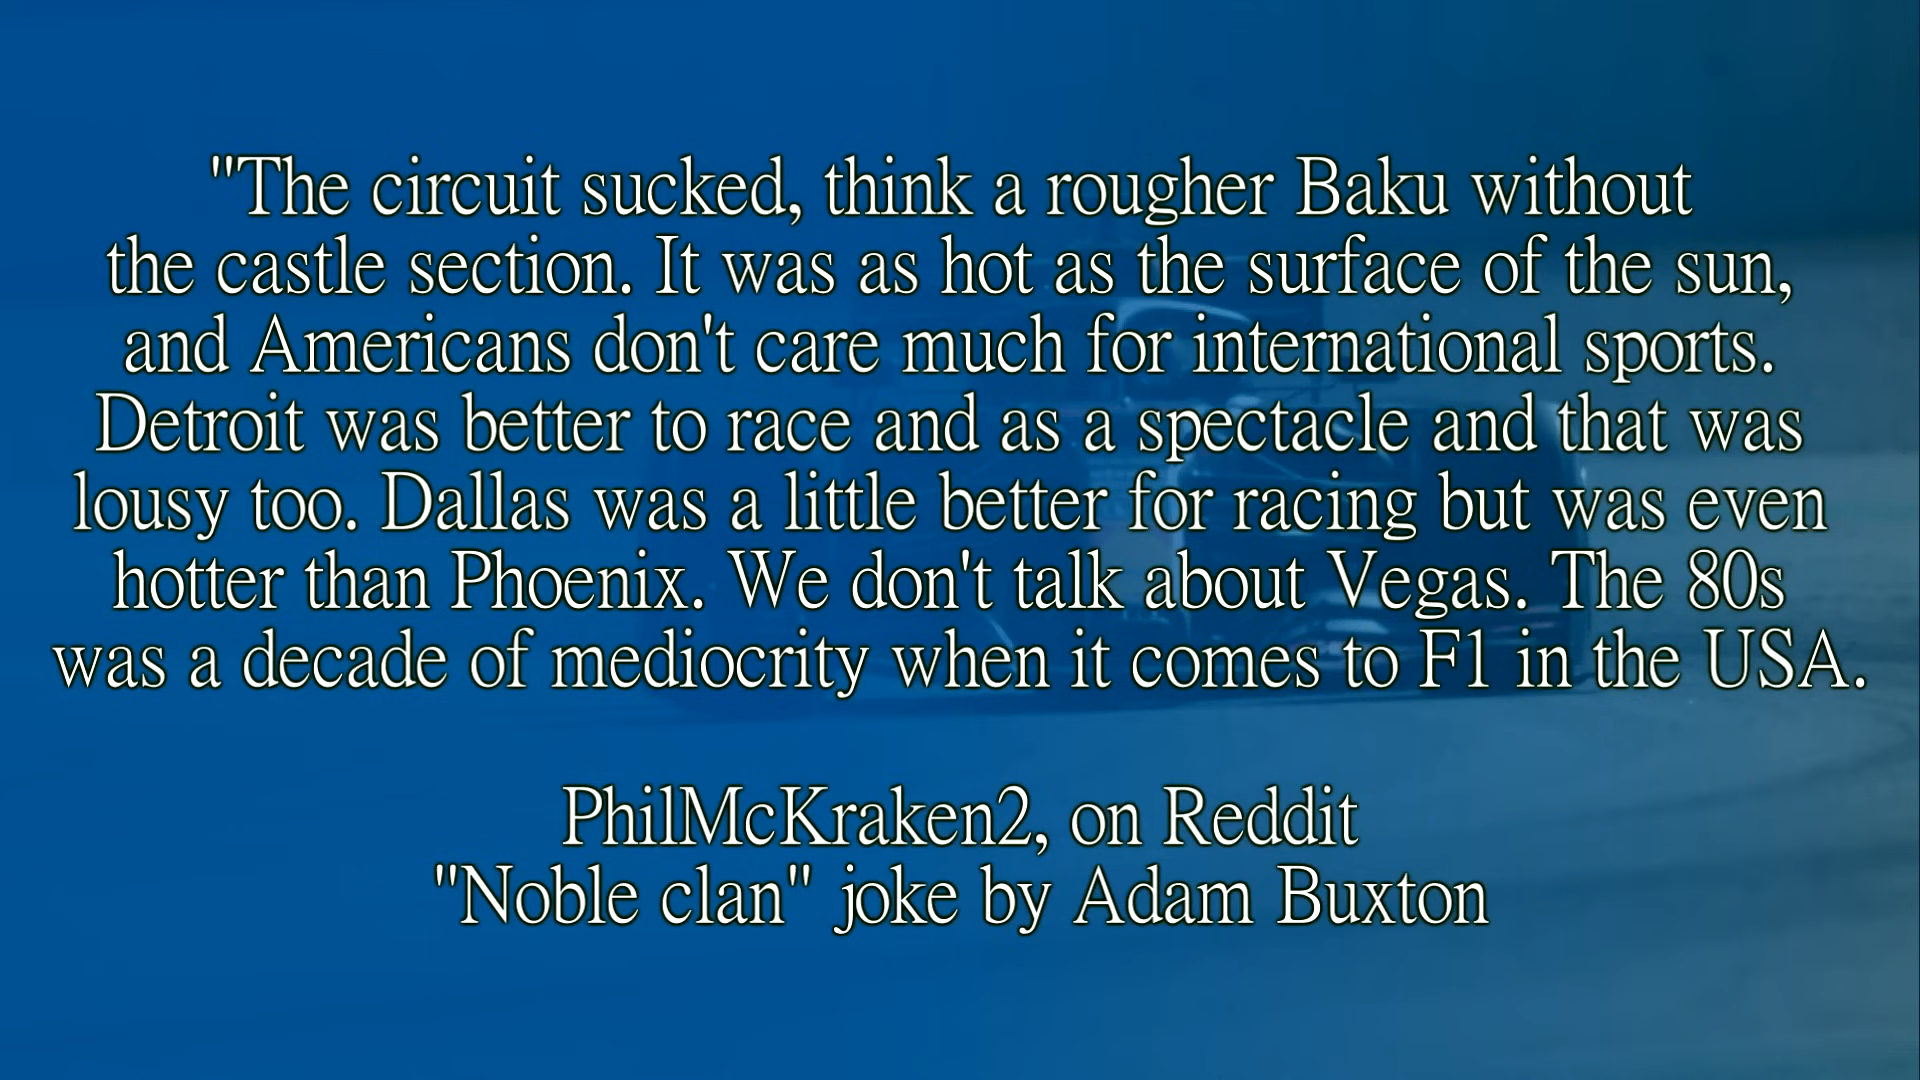 "The circuit sucked, think a rougher Baku without
the castle section. It was as hot as the surface of the sun,
and Americans don't care much for international sports.
Detroit was better to race and as a spectacle and that was
lousy too. Dallas was a little better for racing but was even
hotter than Phoenix. We don't talk about Vegas. The 80s
was a decade of mediocrity when it comes to F1 in the USA.
PhilMcKraken2, on Reddit
"Noble clan" joke by Adam Buxton